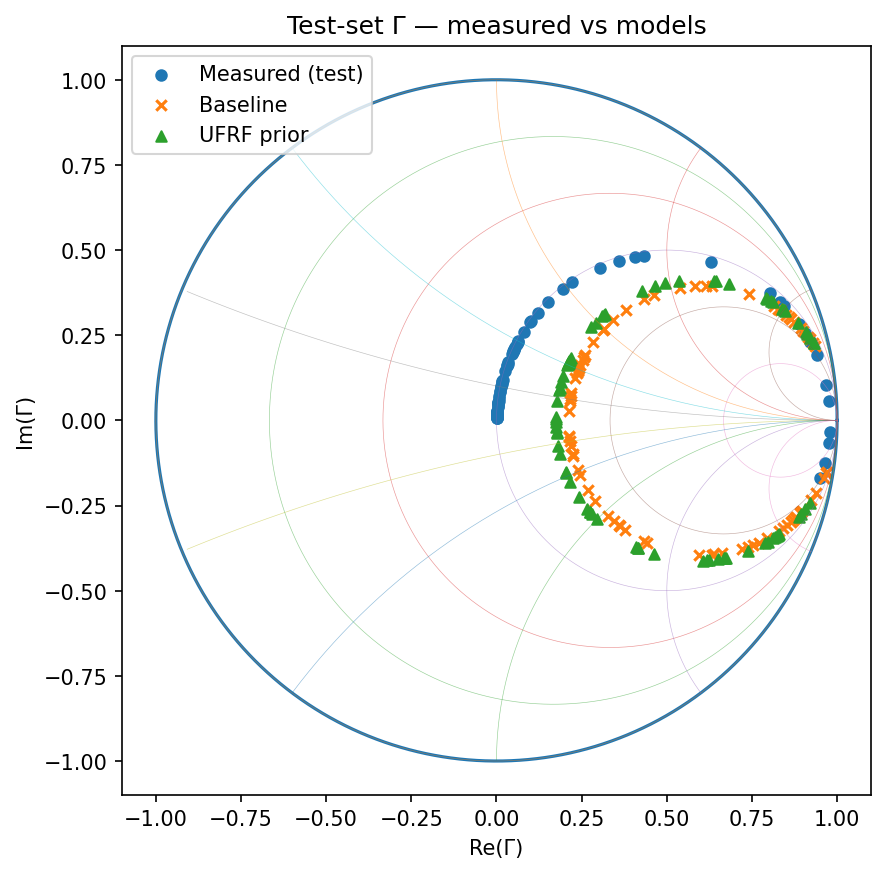 Test-set Γ — measured vs models
Measured (test)
Baseline
UFRF prior
1.00
0.75
0.50
0.25
0.00
−0.25
−0.50
−0.75
−1.00
Im(Γ)
−1.00 −0.75 −0.50 −0.25 0.00 0.25 0.50 0.75 1.00
Re(Γ)